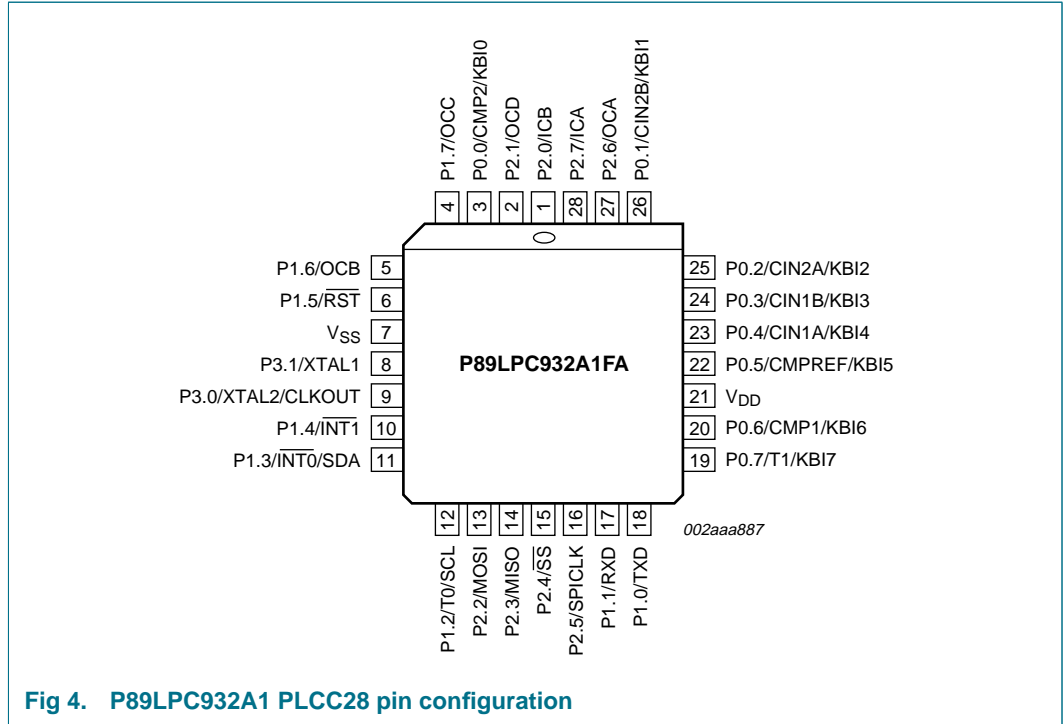 P1.7/OCC
P0.0/CMP2/KBI0
P2.1/OCD
P2.0/ICB
P2.7/ICA
P2.6/OCA
P0.1/CIN2B/KBI1
4
3
2
1
28
27
26
P1.6/OCB 5
P1.5/RST 6
VSS 7
P3.1/XTAL1 8
P3.0/XTAL2/CLKOUT 9
P1.4/INT1 10
P1.3/INT0/SDA 11
P89LPC932A1FA
25 P0.2/CIN2A/KBI2
24 P0.3/CIN1B/KBI3
23 P0.4/CIN1A/KBI4
22 P0.5/CMPREF/KBI5
21 VDD
20 P0.6/CMP1/KBI6
19 P0.7/T1/KBI7
12
13
14
15
16
17
18
P1.2/T0/SCL
P2.2/MOSI
P2.3/MISO
P2.4/SS
P2.5/SPICLK
P1.1/RXD
P1.0/TXD
002aaa887
Fig 4. P89LPC932A1 PLCC28 pin configuration